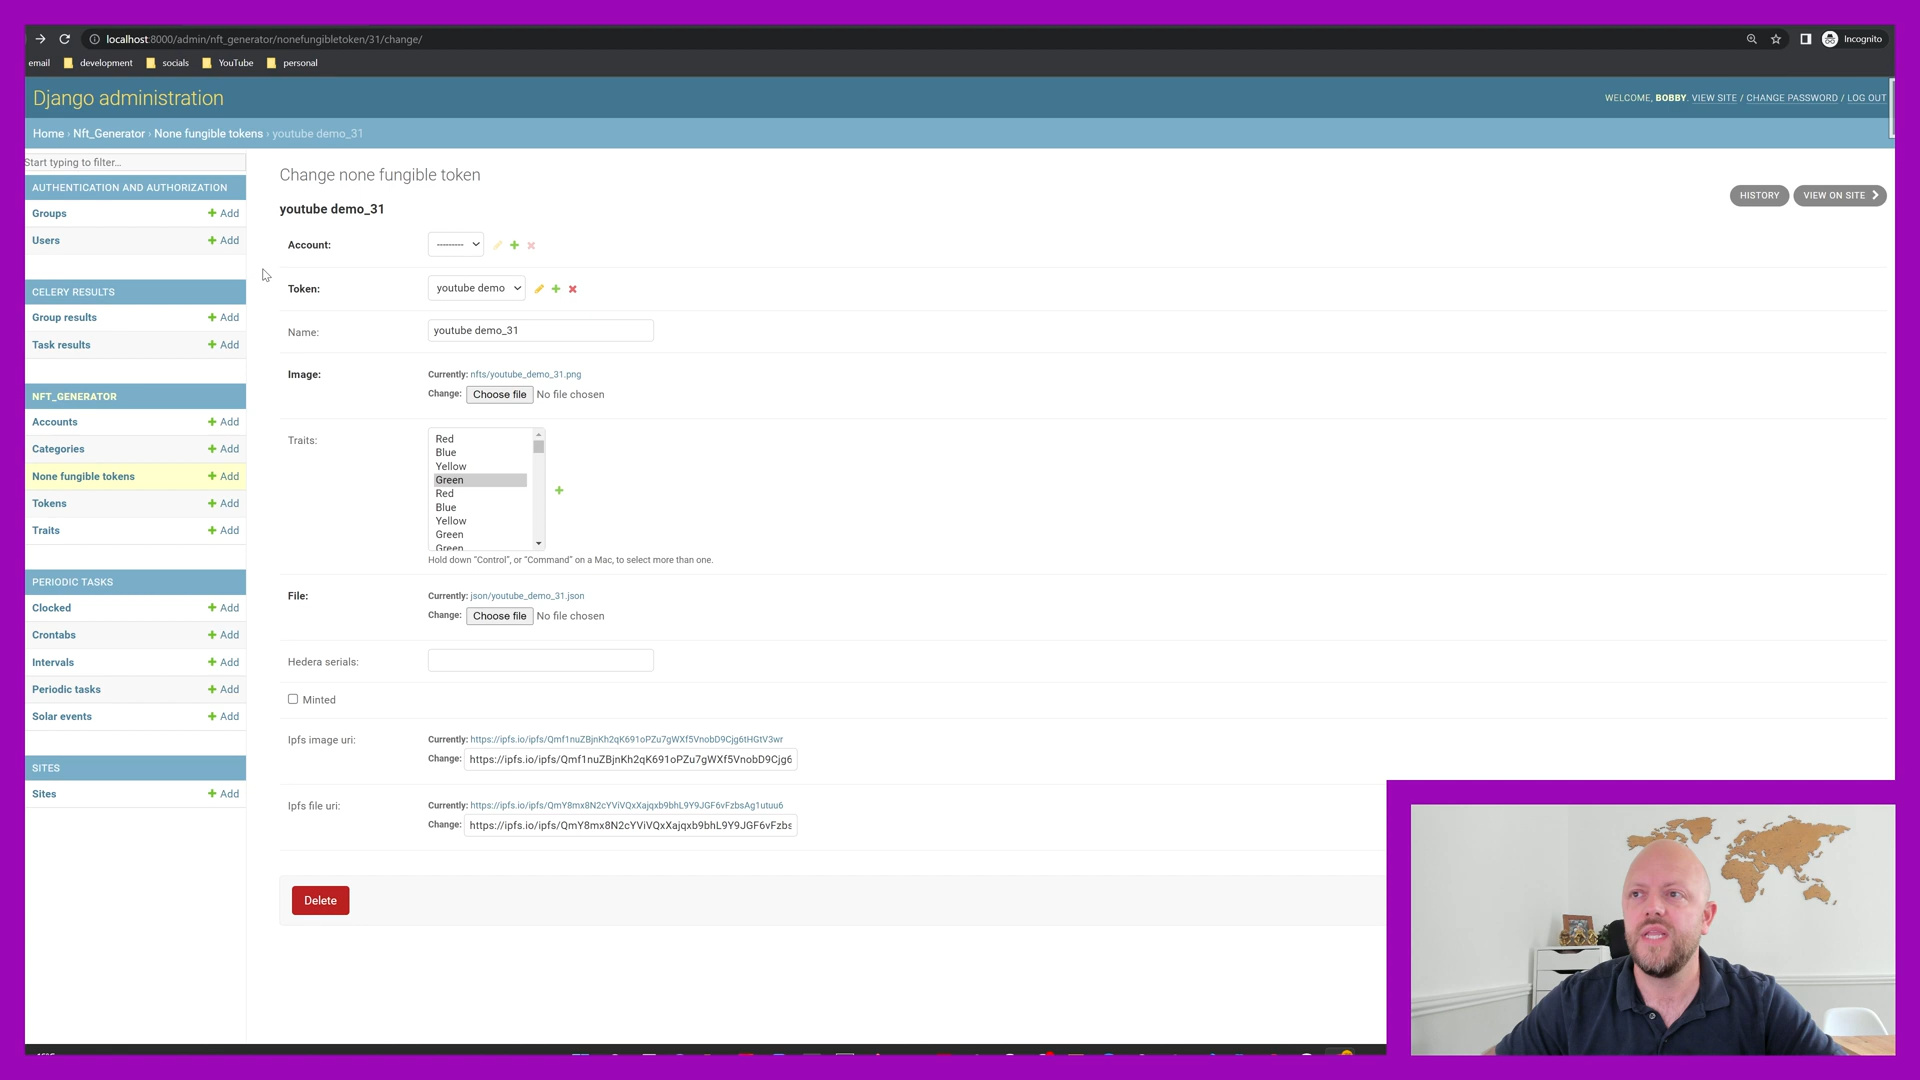 localhost:8000/admin/nft_generator/nonefungibletoken/31/change/
Incognito
email development socials YouTube personal
Django administration
WELCOME, BOBBY. VIEW SITE / CHANGE PASSWORD / LOG OUT
Home › Nft_Generator › None fungible tokens › youtube demo_31
Start typing to filter...
AUTHENTICATION AND AUTHORIZATION
Groups + Add
Users + Add
CELERY RESULTS
Group results + Add
Task results + Add
NFT_GENERATOR
Accounts + Add
Categories + Add
None fungible tokens + Add
Tokens + Add
Traits + Add
PERIODIC TASKS
Clocked + Add
Crontabs + Add
Intervals + Add
Periodic tasks + Add
Solar events + Add
SITES
Sites + Add
Change none fungible token
HISTORY
VIEW ON SITE
youtube demo_31
Account: ---------
Token: youtube demo
Name: youtube demo_31
Image: Currently: nfts/youtube_demo_31.png
Change: Choose file No file chosen
Traits:
Red
Blue
Yellow
Green
Red
Blue
Yellow
Green
Green
Hold down “Control”, or “Command” on a Mac, to select more than one.
File: Currently: json/youtube_demo_31.json
Change: Choose file No file chosen
Hedera serials:
Minted
Ipfs image uri: Currently: https://ipfs.io/ipfs/Qmf1nuZBjnKh2qK691oPZu7gWXf5VnobD9Cjg6tHGtV3wr
Change: https://ipfs.io/ipfs/Qmf1nuZBjnKh2qK691oPZu7gWXf5VnobD9Cjg6
Ipfs file uri: Currently: https://ipfs.io/ipfs/QmY8mx8N2cYViVQxXajqxb9bhL9Y9JGF6vFzbsAg1utuu6
Change: https://ipfs.io/ipfs/QmY8mx8N2cYViVQxXajqxb9bhL9Y9JGF6vFzbs
Delete